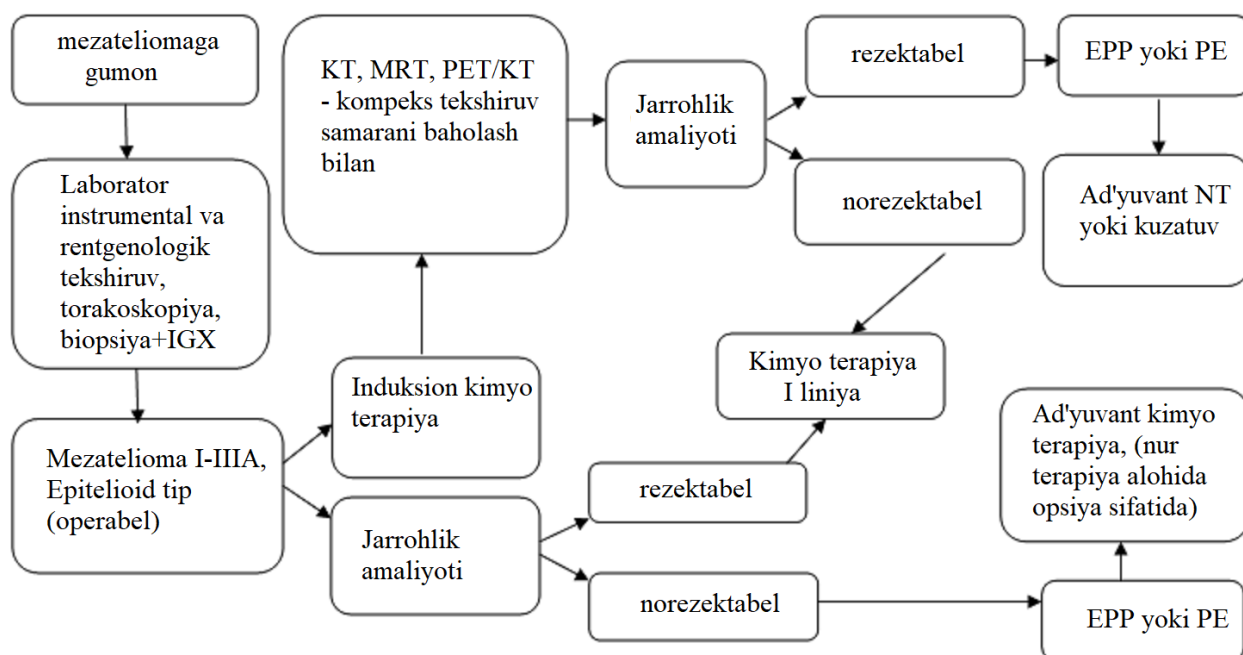 mezateliomaga
gumon
Laborator
instrumental va
rentgenologik
tekshiruv,
torakoskopiya,
biopsiya+IGX
Mezatelioma I-IIIA,
Epitelioid tip
(operabel)
Induksion kimyo
terapiya
KT, MRT, PET/KT
- kompeks tekshiruv
samarani baholash
bilan
Jarrohlik
amaliyoti
rezektabel
EPP yoki PE
Ad'yuvant NT
yoki kuzatuv
norezektabel
Kimyo terapiya
I liniya
Jarrohlik
amaliyoti
rezektabel
norezektabel
EPP yoki PE
Ad'yuvant kimyo
terapiya, (nur
terapiya alohida
opsiya sifatida)